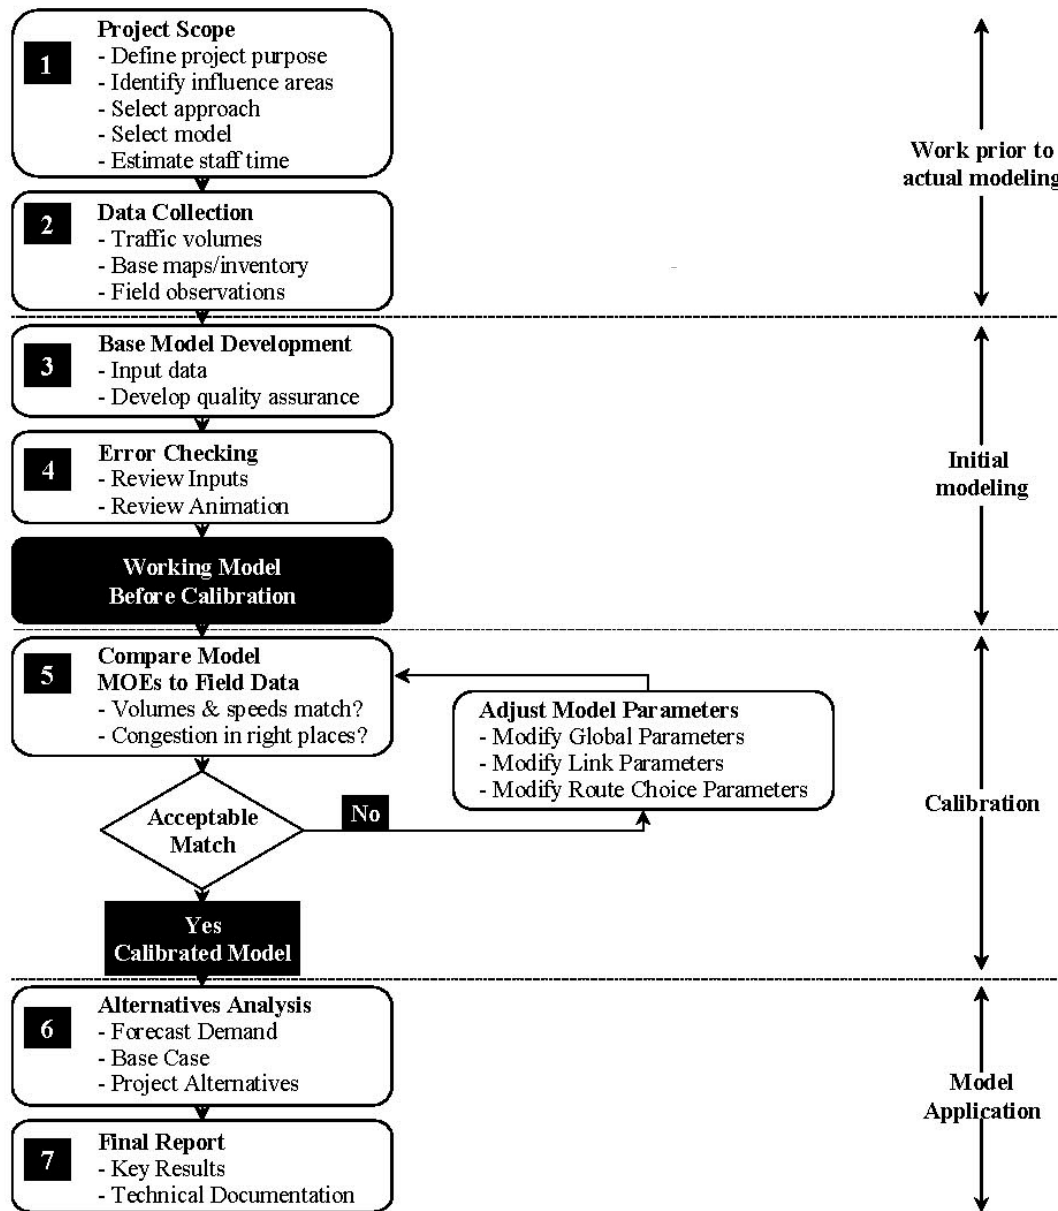 1
Project Scope
- Define project purpose
- Identify influence areas
- Select approach
- Select model
- Estimate staff time
Work prior to
actual modeling
2
Data Collection
- Traffic volumes
- Base maps/inventory
- Field observations
3
Base Model Development
- Input data
- Develop quality assurance
4
Error Checking
- Review Inputs
- Review Animation
Initial
modeling
Working Model
Before Calibration
5
Compare Model
MOEs to Field Data
- Volumes & speeds match?
- Congestion in right places?
Adjust Model Parameters
- Modify Global Parameters
- Modify Link Parameters
- Modify Route Choice Parameters
Calibration
Acceptable
Match
No
Yes
Calibrated Model
6
Alternatives Analysis
- Forecast Demand
- Base Case
- Project Alternatives
Model
Application
7
Final Report
- Key Results
- Technical Documentation